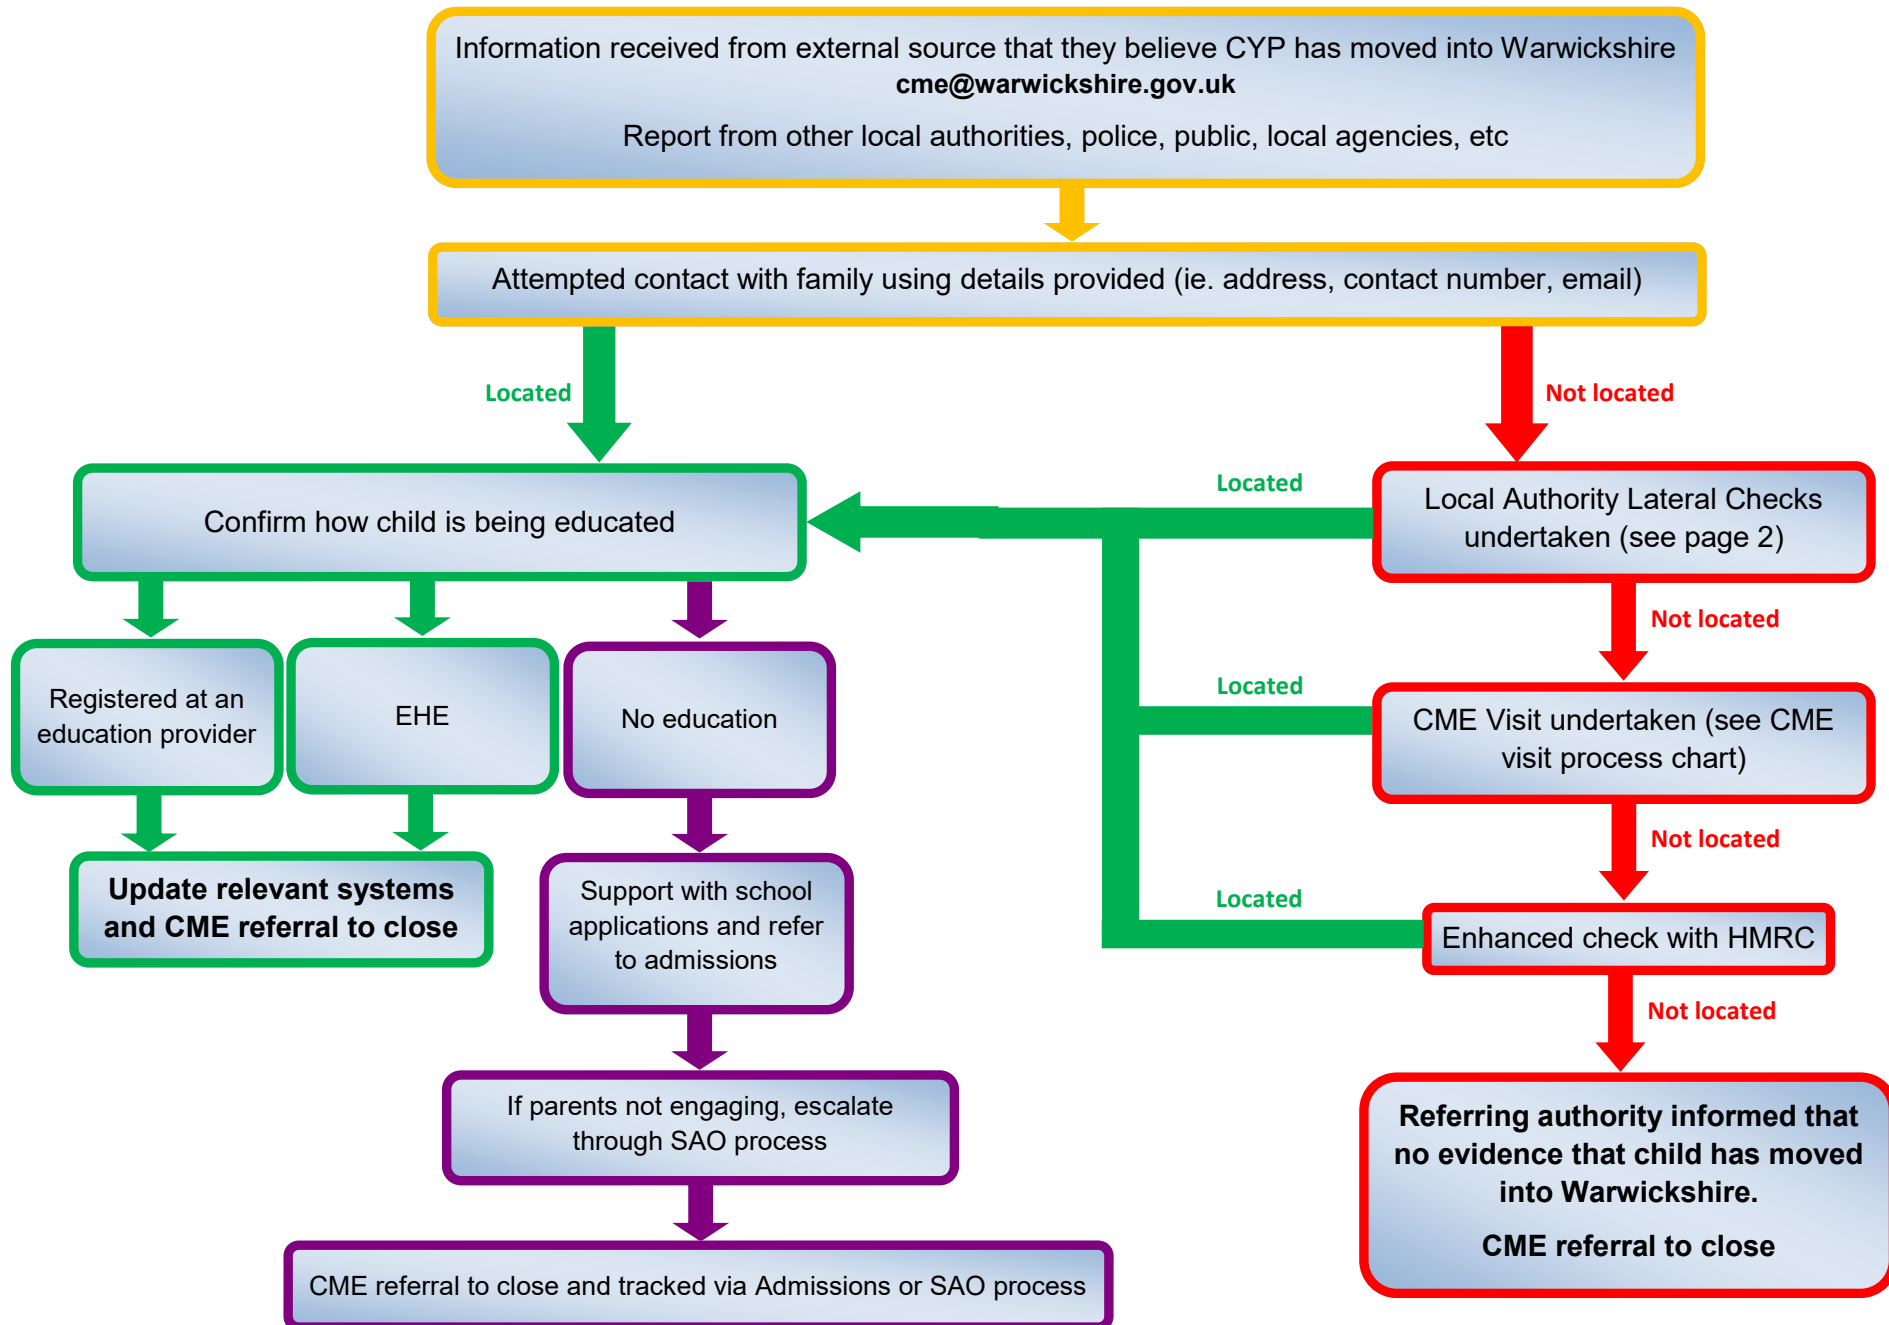 Information received from external source that they believe CYP has moved into Warwickshire
cme@warwickshire.gov.uk
Report from other local authorities, police, public, local agencies, etc
Attempted contact with family using details provided (ie. address, contact number, email)
Located
Not located
Confirm how child is being educated
Located
Local Authority Lateral Checks
undertaken (see page 2)
Not located
Registered at an
education provider
EHE
No education
Located
CME Visit undertaken (see CME
visit process chart)
Not located
Update relevant systems
and CME referral to close
Support with school
applications and refer
to admissions
Located
Enhanced check with HMRC
Not located
If parents not engaging, escalate
through SAO process
Referring authority informed that
no evidence that child has moved
into Warwickshire.
CME referral to close
CME referral to close and tracked via Admissions or SAO process